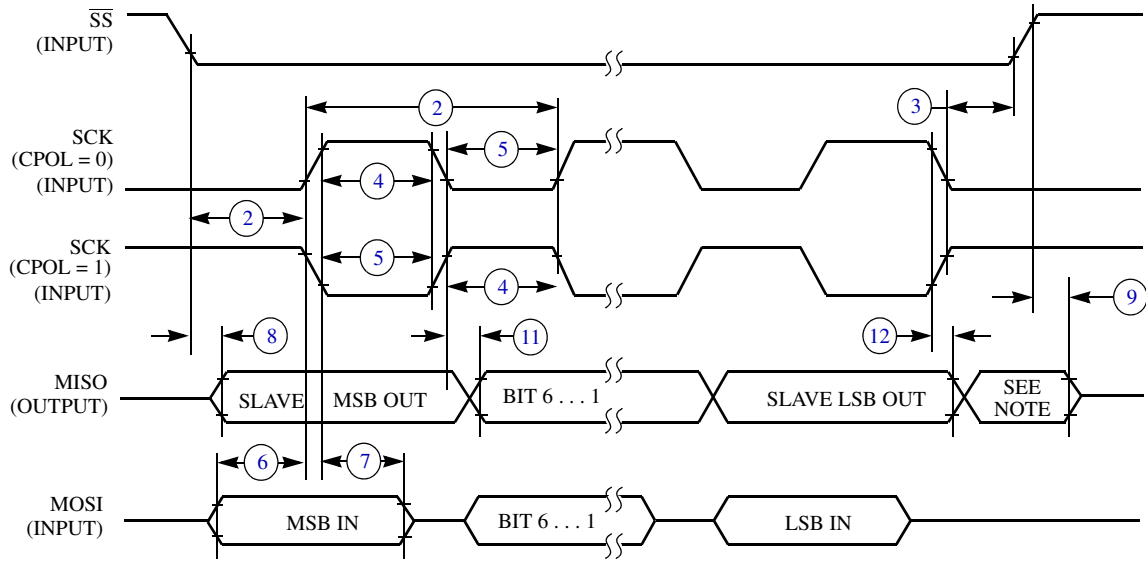 SS
(INPUT)
2
3
SCK
(CPOL = 0)
(INPUT)
5
4
2
SCK
(CPOL = 1)
(INPUT)
5
4
9
8
11
12
MISO
(OUTPUT)
SLAVE
MSB OUT
BIT 6 . . . 1
SLAVE LSB OUT
SEE
NOTE
6
7
MOSI
(INPUT)
MSB IN
BIT 6 . . . 1
LSB IN